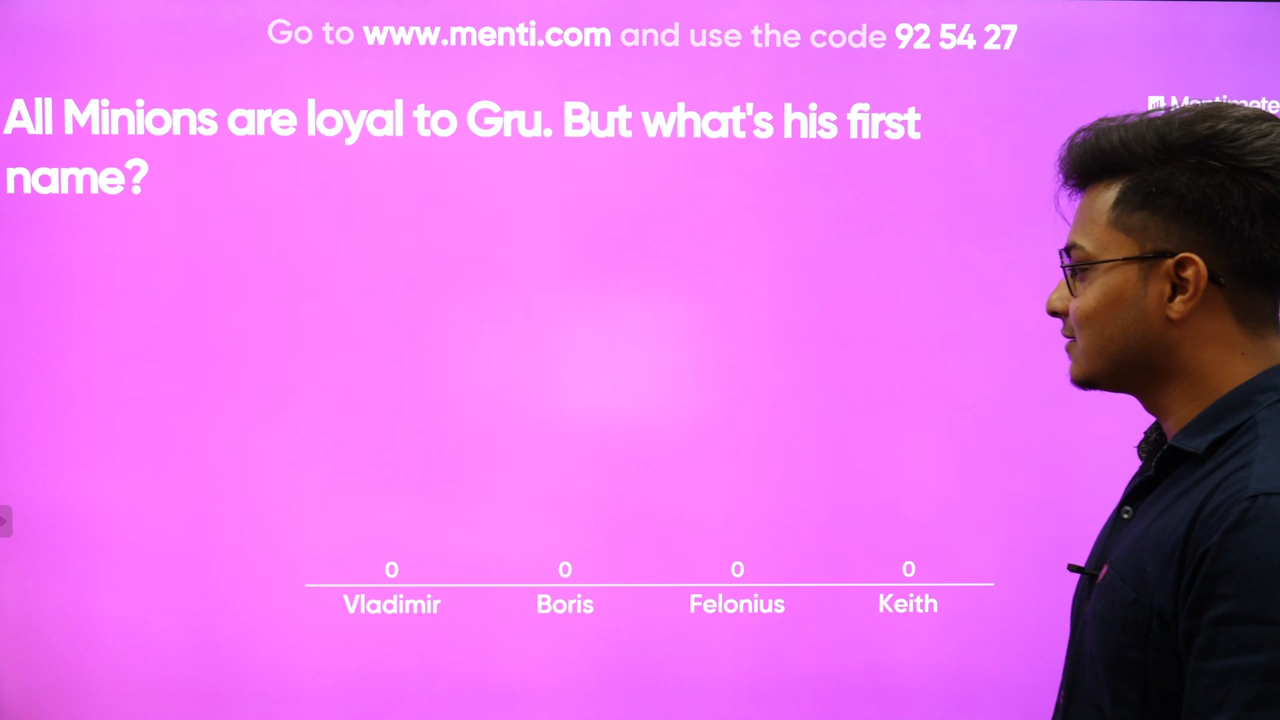 Go to www.menti.com and use the code 92 54 27
All Minions are loyal to Gru. But what's his first
name?
0 0 0 0
Vladimir Boris Felonius Keith